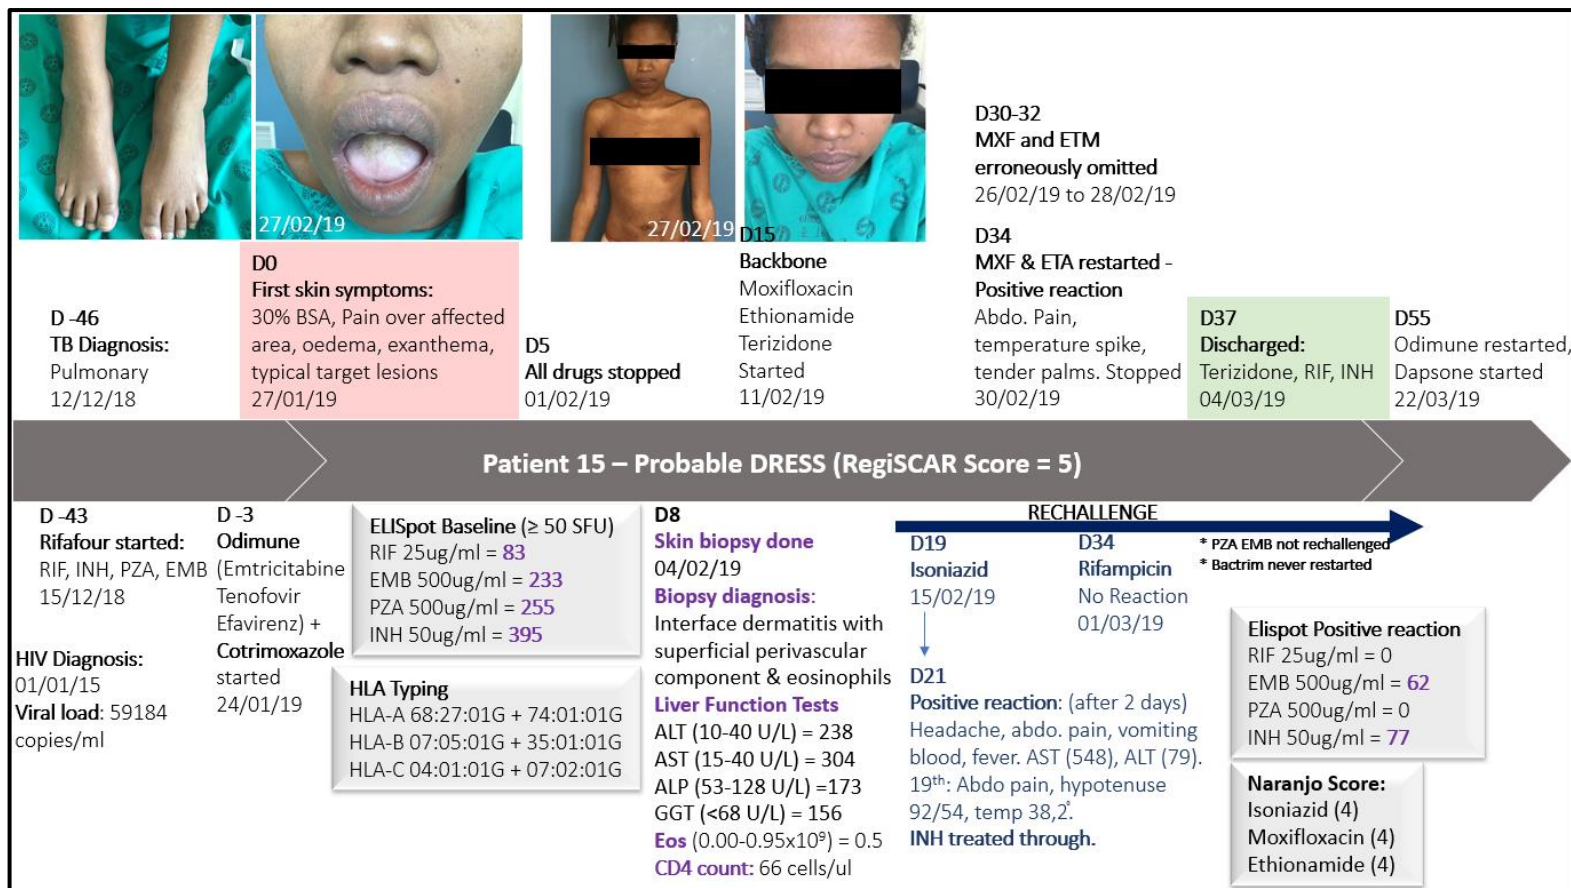 27/02/19
27/02/19
D -46
TB Diagnosis:
Pulmonary
12/12/18
D0
First skin symptoms:
30% BSA, Pain over affected
area, oedema, exanthema,
typical target lesions
27/01/19
D5
All drugs stopped
01/02/19
D15
Backbone
Moxifloxacin
Ethionamide
Terizidone
Started
11/02/19
D30-32
MXF and ETM
erroneously omitted
26/02/19 to 28/02/19
D34
MXF & ETA restarted -
Positive reaction
Abdo. Pain,
temperature spike,
tender palms. Stopped
30/02/19
D37
Discharged:
Terizidone, RIF, INH
04/03/19
D55
Odimune restarted,
Dapsone started
22/03/19
Patient 15 – Probable DRESS (RegiSCAR Score = 5)
D -43
Rifafour started:
RIF, INH, PZA, EMB
15/12/18
HIV Diagnosis:
01/01/15
Viral load: 59184
copies/ml
D -3
Odimune
(Emtricitabine
Tenofovir
Efavirenz) +
Cotrimoxazole
started
24/01/19
ELISpot Baseline (≥ 50 SFU)
RIF 25ug/ml = 83
EMB 500ug/ml = 233
PZA 500ug/ml = 255
INH 50ug/ml = 395
HLA Typing
HLA-A 68:27:01G + 74:01:01G
HLA-B 07:05:01G + 35:01:01G
HLA-C 04:01:01G + 07:02:01G
D8
Skin biopsy done
04/02/19
Biopsy diagnosis:
Interface dermatitis with
superficial perivascular
component & eosinophils
Liver Function Tests
ALT (10-40 U/L) = 238
AST (15-40 U/L) = 304
ALP (53-128 U/L) =173
GGT (<68 U/L) = 156
Eos (0.00-0.95x10⁹) = 0.5
CD4 count: 66 cells/ul
RECHALLENGE
D19
Isoniazid
15/02/19
D21
Positive reaction: (after 2 days)
Headache, abdo. pain, vomiting
blood, fever. AST (548), ALT (79).
19th: Abdo pain, hypotenuse
92/54, temp 38,2°.
INH treated through.
D34
Rifampicin
No Reaction
01/03/19
* PZA EMB not rechallenged
* Bactrim never restarted
Elispot Positive reaction
RIF 25ug/ml = 0
EMB 500ug/ml = 62
PZA 500ug/ml = 0
INH 50ug/ml = 77
Naranjo Score:
Isoniazid (4)
Moxifloxacin (4)
Ethionamide (4)